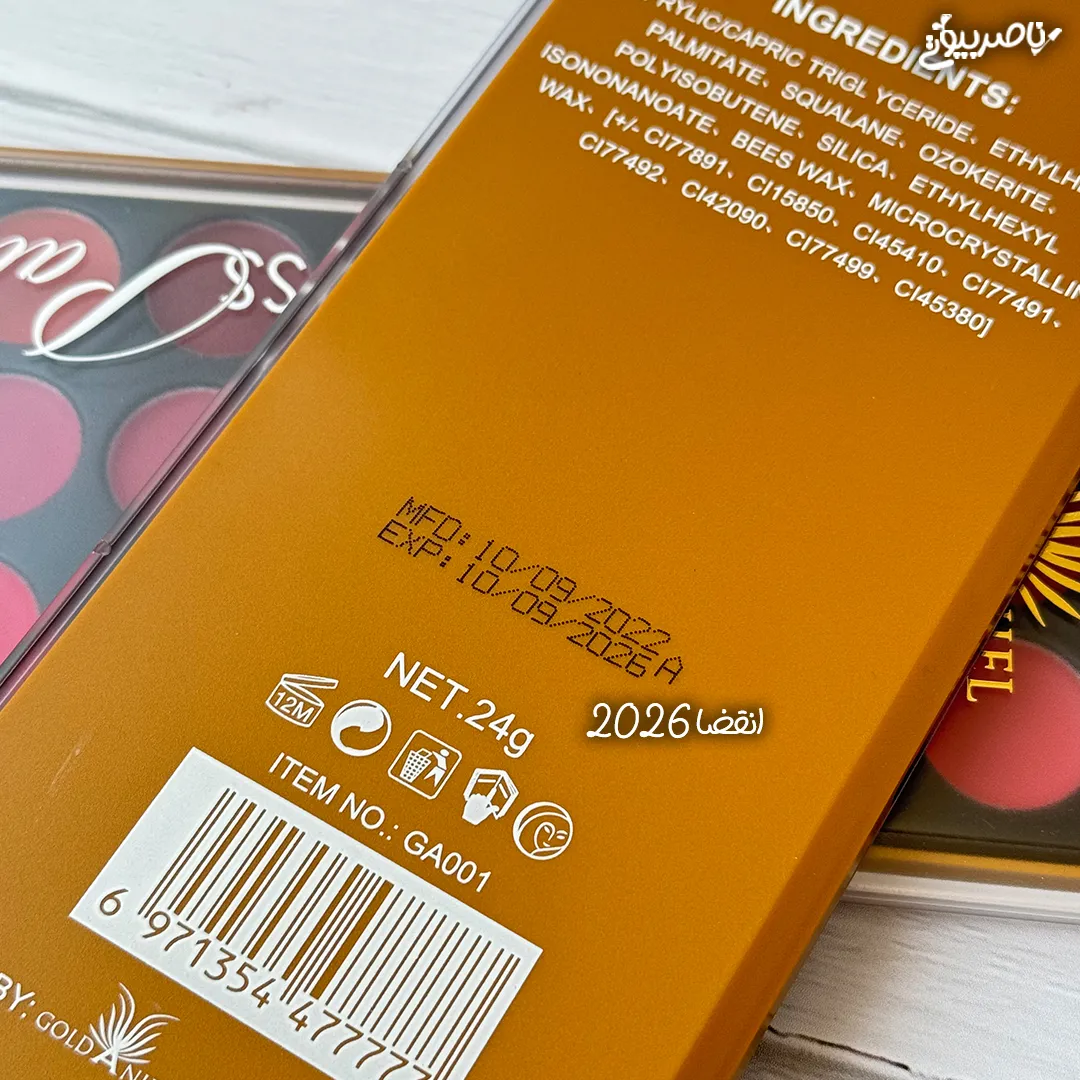 ناصربیوتی
INGREDIENTS:
RYLIC/CAPRIC TRIGL YCERIDE、ETHYLH
PALMITATE、SQUALANE、OZOKERITE、
POLYISOBUTENE、SILICA、ETHYLHEXYL
ISONONANOATE、BEES WAX、MICROCRYSTALLIN
WAX、[+/- CI77891、CI15850、CI45410、CI77491、
CI77492、CI42090、CI77499、CI45380]
MFD:10/09/2022
EXP:10/09/2026 A
NET.24g
انقضا 2026
12M
ITEM NO.: GA001
6 971354 47777
BY: GOLD